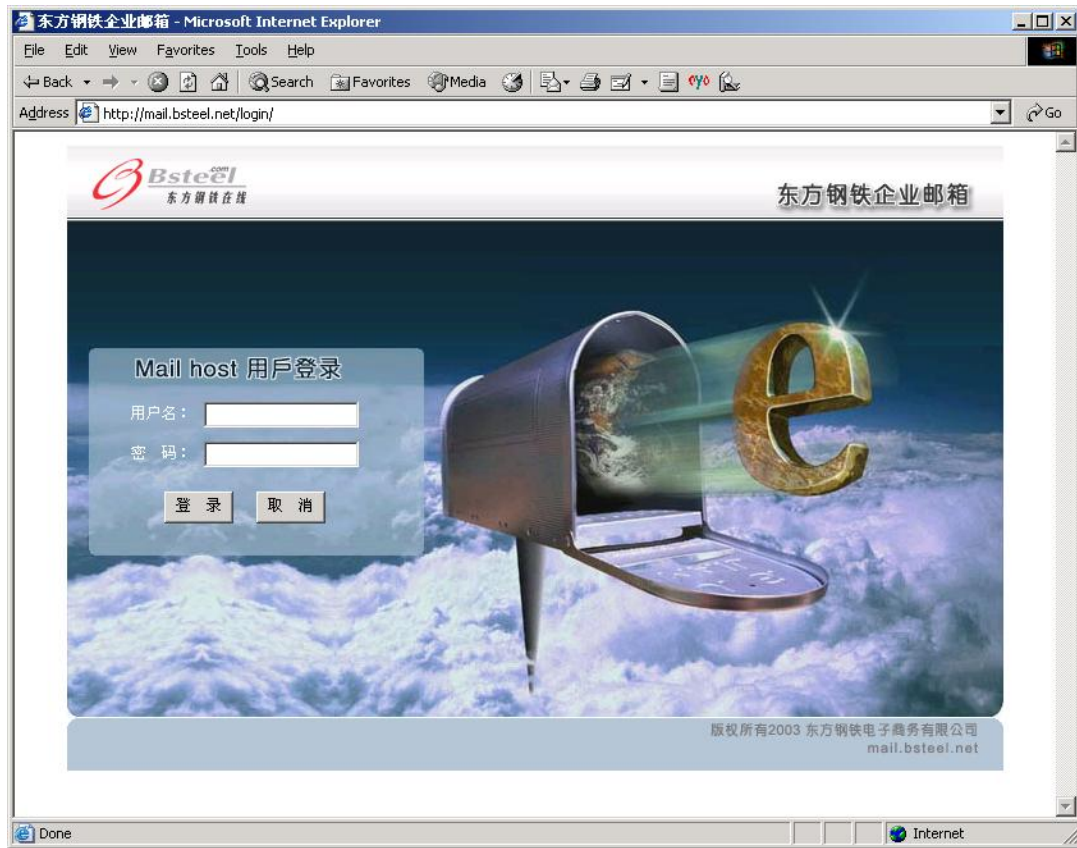 东方钢铁企业邮箱 - Microsoft Internet Explorer
File Edit View Favorites Tools Help
Back Search Favorites Media
Address http://mail.bsteel.net/login/ Go
Bsteel.com
东方钢铁在线
东方钢铁企业邮箱
e
Mail host 用戶登录
用户名：
密 码：
登 录 取 消
版权所有2003 东方钢铁电子商务有限公司
mail.bsteel.net
Done Internet